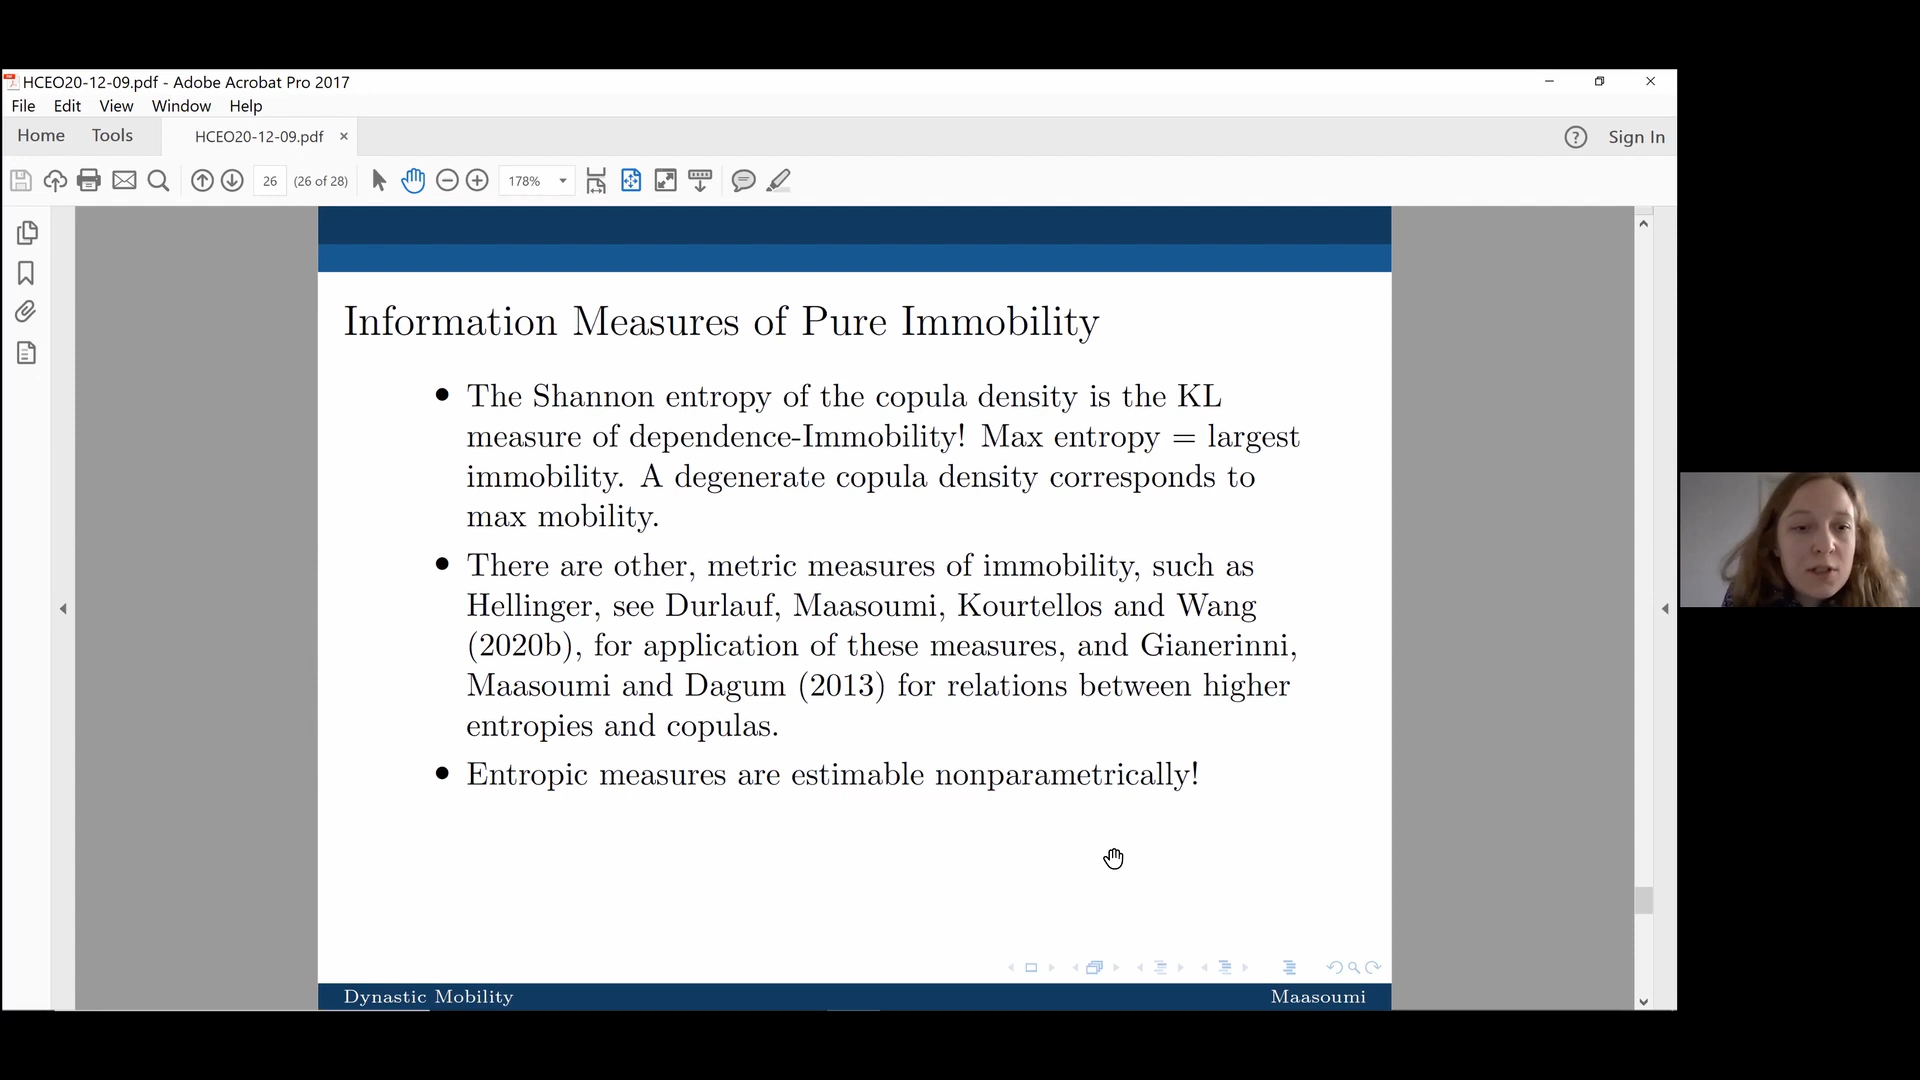 HCEO20-12-09.pdf - Adobe Acrobat Pro 2017
File Edit View Window Help
Home Tools HCEO20-12-09.pdf × ? Sign In
26 (26 of 28) 178%
Information Measures of Pure Immobility
• The Shannon entropy of the copula density is the KL
measure of dependence-Immobility! Max entropy = largest
immobility. A degenerate copula density corresponds to
max mobility.
• There are other, metric measures of immobility, such as
Hellinger, see Durlauf, Maasoumi, Kourtellos and Wang
(2020b), for application of these measures, and Gianerinni,
Maasoumi and Dagum (2013) for relations between higher
entropies and copulas.
• Entropic measures are estimable nonparametrically!
Dynastic Mobility Maasoumi